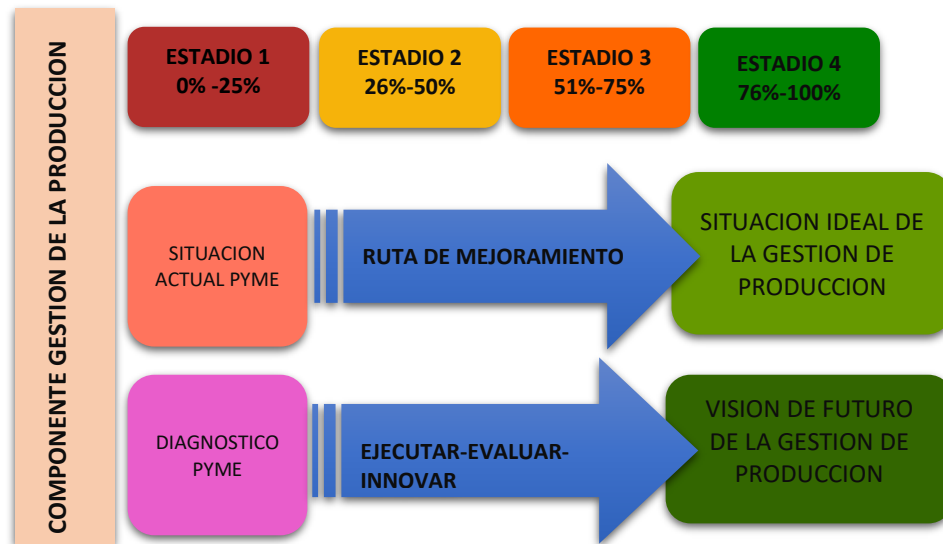 COMPONENTE GESTION DE LA PRODUCCION
ESTADIO 1
0% -25%
ESTADIO 2
26%-50%
ESTADIO 3
51%-75%
ESTADIO 4
76%-100%
SITUACION
ACTUAL PYME
RUTA DE MEJORAMIENTO
SITUACION IDEAL DE
LA GESTION DE
PRODUCCION
DIAGNOSTICO
PYME
EJECUTAR-EVALUAR-
INNOVAR
VISION DE FUTURO
DE LA GESTION DE
PRODUCCION